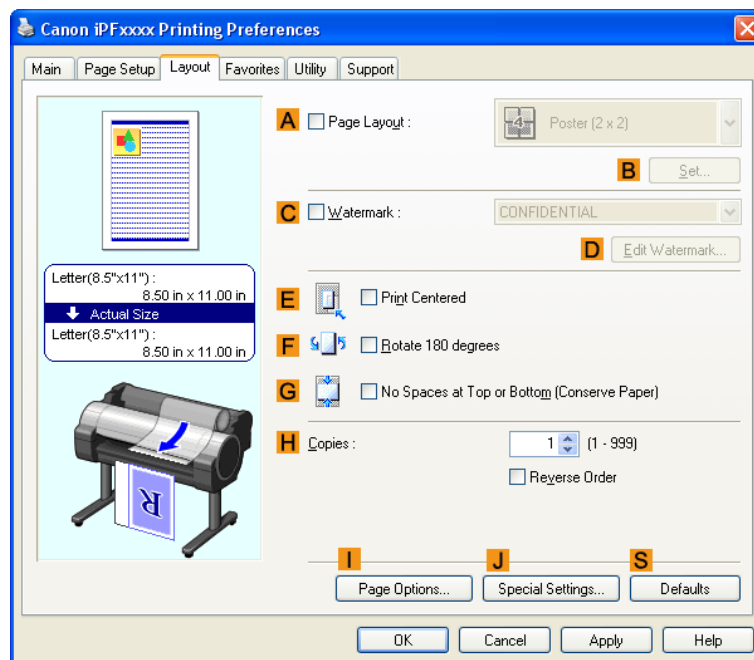 Canon iPFxxxx Printing Preferences
Main Page Setup Layout Favorites Utility Support
A Page Layout : 4 Poster (2 x 2)
B Set...
C Watermark : CONFIDENTIAL
D Edit Watermark...
Letter(8.5"x11") :
8.50 in x 11.00 in
Actual Size
Letter(8.5"x11") :
8.50 in x 11.00 in
E Print Centered
F Rotate 180 degrees
G No Spaces at Top or Bottom (Conserve Paper)
H Copies : 1 (1 - 999)
Reverse Order
R
I J S
Page Options... Special Settings... Defaults
OK Cancel Apply Help